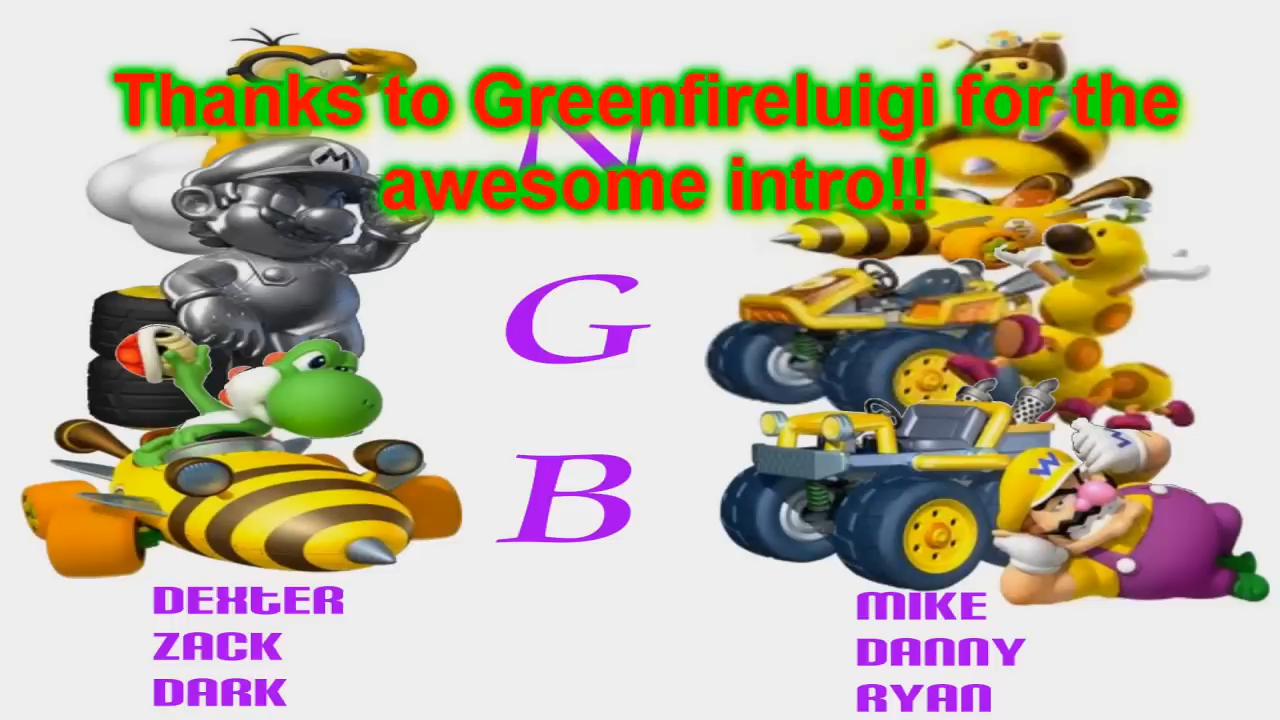 Thanks to Greenfireluigi for the
awesome intro!!
N
G
B
DEXTER
ZACK
DARK
MIKE
DANNY
RYAN